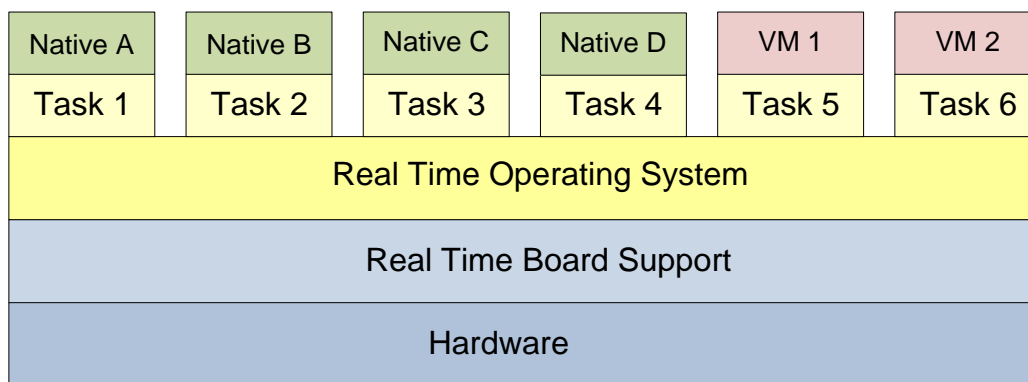 Native A Native B Native C Native D VM 1 VM 2
Task 1 Task 2 Task 3 Task 4 Task 5 Task 6
Real Time Operating System
Real Time Board Support
Hardware